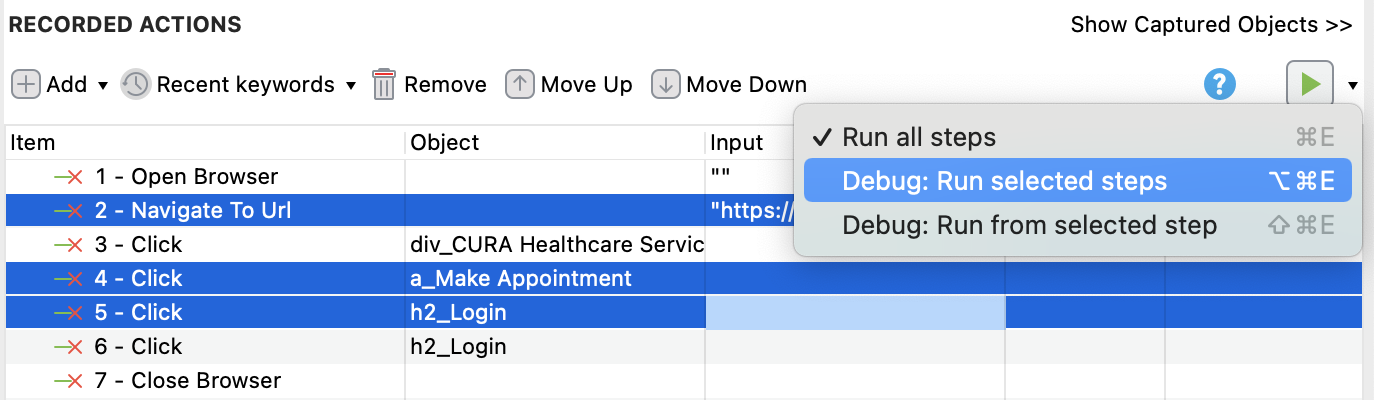 RECORDED ACTIONS Show Captured Objects >>
Add ▾ Recent keywords ▾ Remove Move Up Move Down ? ▾
Item Object Input
✓ Run all steps ⌘E
Debug: Run selected steps ⌥⌘E
Debug: Run from selected step ⇧⌘E
1 - Open Browser ""
2 - Navigate To Url "https://
3 - Click div_CURA Healthcare Servic
4 - Click a_Make Appointment
5 - Click h2_Login
6 - Click h2_Login
7 - Close Browser